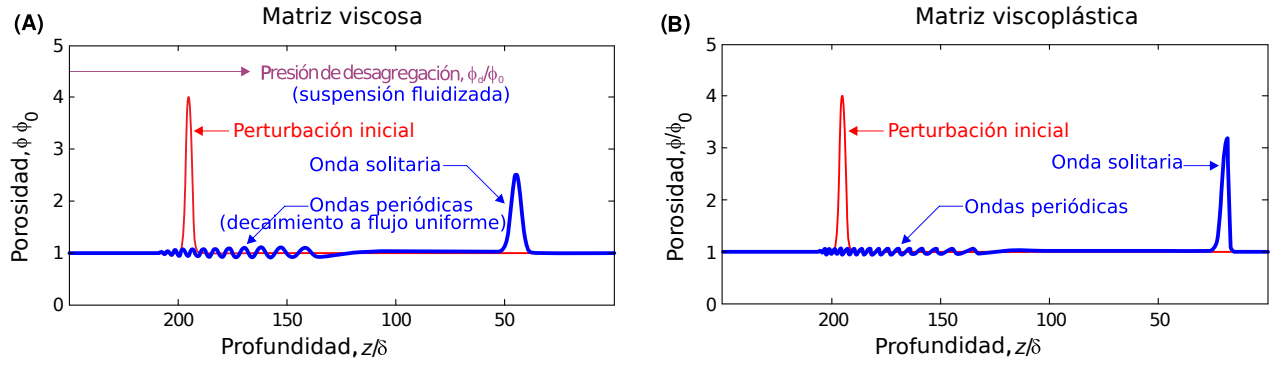 (A)
Matriz viscosa
5
4
3
2
1
0
Porosidad, ϕ ϕ0
Presión de desagregación, ϕd/ϕ0
(suspensión fluidizada)
Perturbación inicial
Onda solitaria
Ondas periódicas
(decaimiento a flujo uniforme)
200
150
100
50
Profundidad, z/δ
(B)
Matriz viscoplástica
5
4
3
2
1
0
Porosidad, ϕ/ϕ0
Perturbación inicial
Onda solitaria
Ondas periódicas
200
150
100
50
Profundidad, z/δ